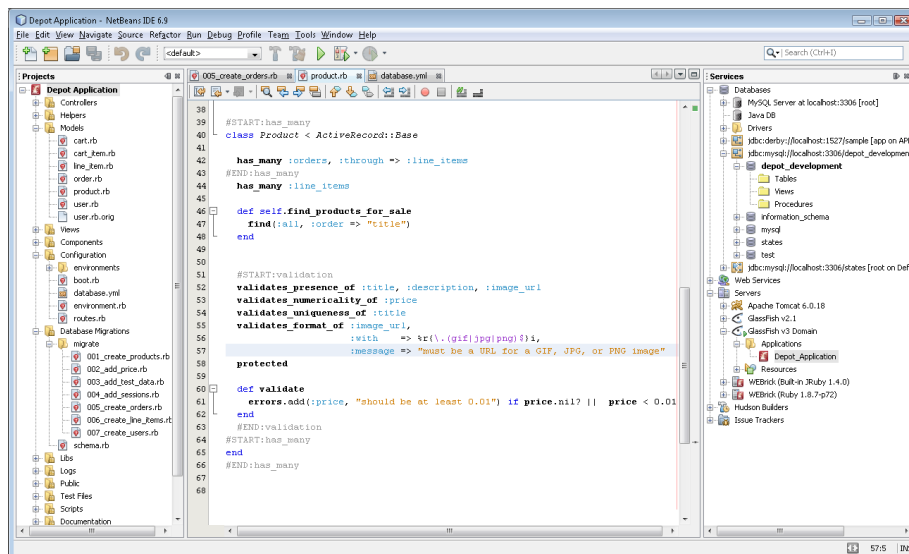 Depot Application - NetBeans IDE 6.9
File Edit View Navigate Source Refactor Run Debug Profile Team Tools Window Help
<default>
Search (Ctrl+I)
Projects
Depot Application
Controllers
Helpers
Models
cart.rb
cart_item.rb
line_item.rb
order.rb
product.rb
user.rb
user.rb.orig
Views
Components
Configuration
environments
boot.rb
database.yml
environment.rb
routes.rb
Database Migrations
migrate
001_create_products.rb
002_add_price.rb
003_add_test_data.rb
004_add_sessions.rb
005_create_orders.rb
006_create_line_items.rb
007_create_users.rb
schema.rb
Libs
Logs
Public
Test Files
Scripts
Documentation
005_create_orders.rb product.rb database.yml
38
39 #START:has_many
40 class Product < ActiveRecord::Base
41
42 has_many :orders, :through => :line_items
43 #END:has_many
44 has_many :line_items
45
46 def self.find_products_for_sale
47 find(:all, :order => "title")
48 end
49
50
51 #START:validation
52 validates_presence_of :title, :description, :image_url
53 validates_numericality_of :price
54 validates_uniqueness_of :title
55 validates_format_of :image_url,
56 :with => %r{\.(gif|jpg|png)$}i,
57 :message => "must be a URL for a GIF, JPG, or PNG image"
58 protected
59
60 def validate
61 errors.add(:price, "should be at least 0.01") if price.nil? || price < 0.01
62 end
63 #END:validation
64 #START:has_many
65 end
66 #END:has_many
67
68
Services
Databases
MySQL Server at localhost:3306 [root]
Java DB
Drivers
jdbc:derby://localhost:1527/sample [app on AP
jdbc:mysql://localhost:3306/depot_developmen
depot_development
Tables
Views
Procedures
information_schema
mysql
states
test
jdbc:mysql://localhost:3306/states [root on Def
Web Services
Servers
Apache Tomcat 6.0.18
GlassFish v2.1
GlassFish v3 Domain
Applications
Depot_Application
Resources
WEBrick (Built-in JRuby 1.4.0)
WEBrick (Ruby 1.8.7-p72)
Hudson Builders
Issue Trackers
57:5 IN